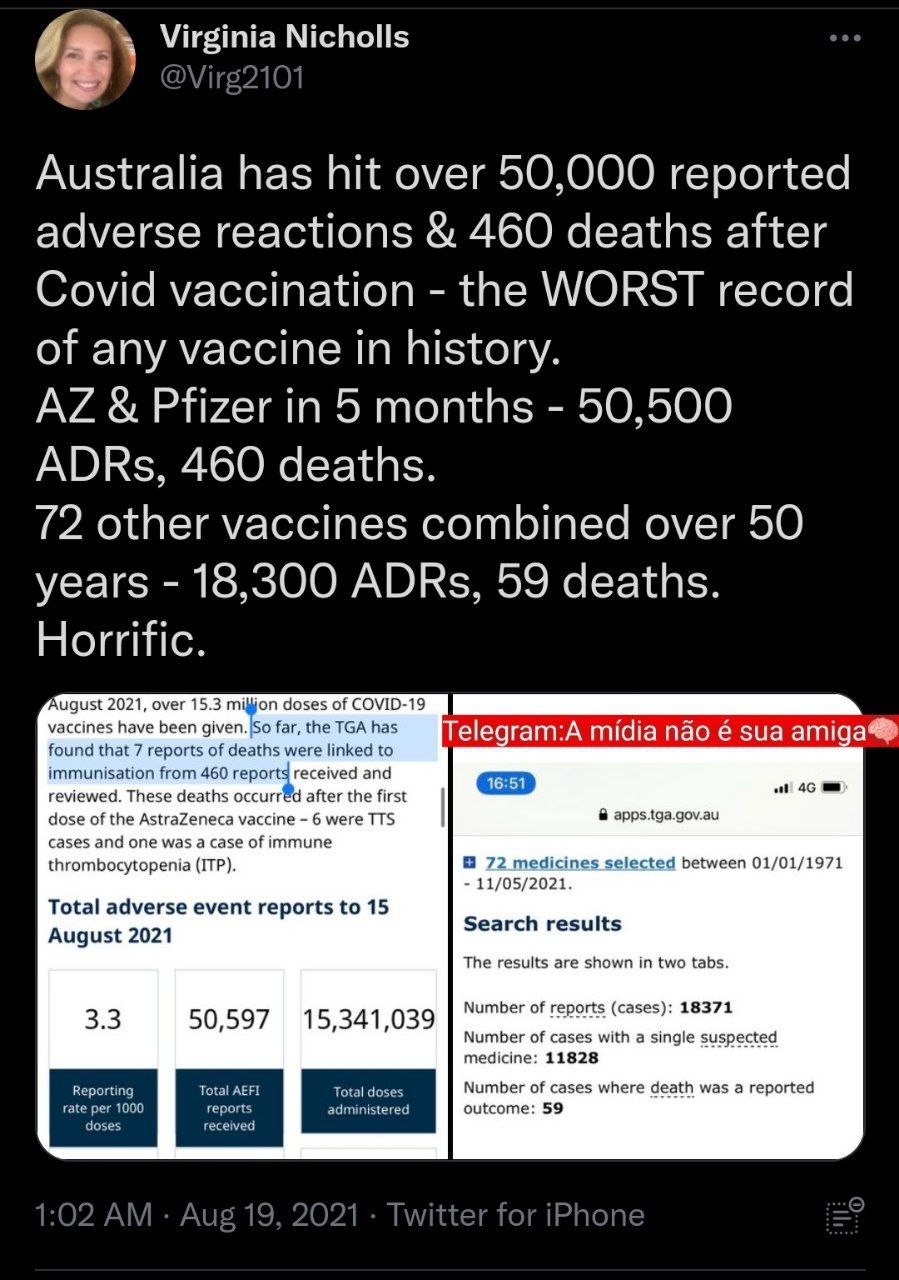 Virginia Nicholls
@Virg2101
Australia has hit over 50,000 reported
adverse reactions & 460 deaths after
Covid vaccination - the WORST record
of any vaccine in history.
AZ & Pfizer in 5 months - 50,500
ADRs, 460 deaths.
72 other vaccines combined over 50
years - 18,300 ADRs, 59 deaths.
Horrific.
August 2021, over 15.3 million doses of COVID-19
vaccines have been given. So far, the TGA has
found that 7 reports of deaths were linked to
immunisation from 460 reports received and
reviewed. These deaths occurred after the first
dose of the AstraZeneca vaccine – 6 were TTS
cases and one was a case of immune
thrombocytopenia (ITP).
Total adverse event reports to 15
August 2021
3.3
Reporting
rate per 1000
doses
50,597
Total AEFI
reports
received
15,341,039
Total doses
administered
Telegram:A mídia não é sua amiga🧠
16:51
4G
apps.tga.gov.au
72 medicines selected between 01/01/1971
- 11/05/2021.
Search results
The results are shown in two tabs.
Number of reports (cases): 18371
Number of cases with a single suspected
medicine: 11828
Number of cases where death was a reported
outcome: 59
1:02 AM · Aug 19, 2021 · Twitter for iPhone